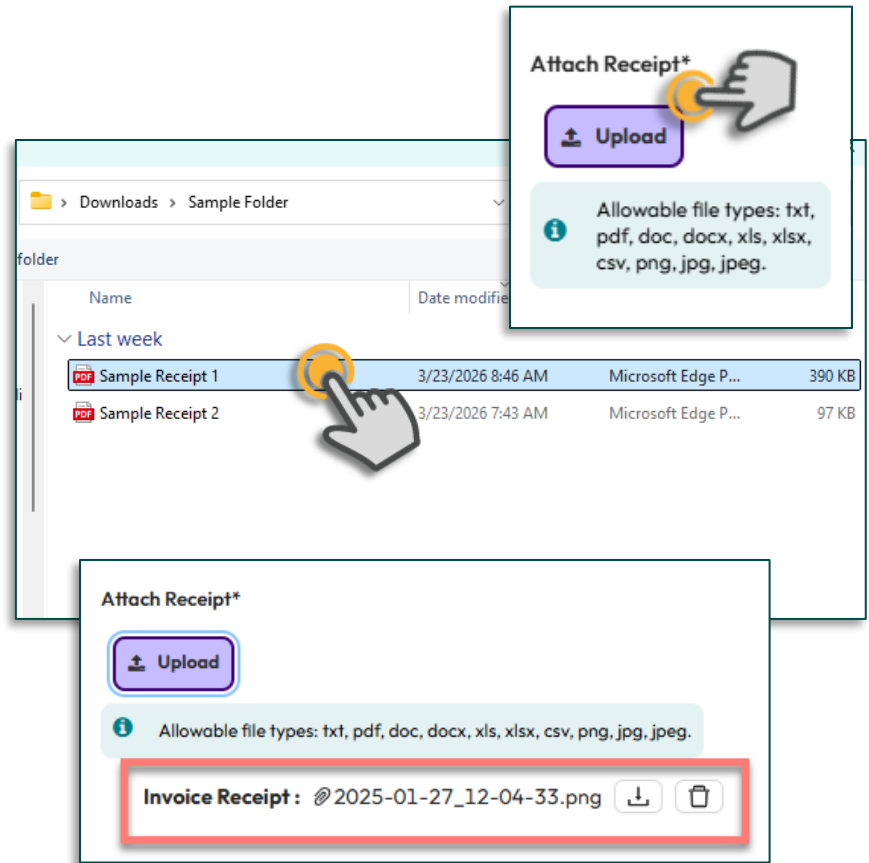 Attach Receipt*
Upload
Allowable file types: txt,
pdf, doc, docx, xls, xlsx,
csv, png, jpg, jpeg.
> Downloads > Sample Folder
folder
Name
Date modifie
Last week
PDF Sample Receipt 1 3/23/2026 8:46 AM Microsoft Edge P... 390 KB
PDF Sample Receipt 2 3/23/2026 7:43 AM Microsoft Edge P... 97 KB
Attach Receipt*
Upload
Allowable file types: txt, pdf, doc, docx, xls, xlsx, csv, png, jpg, jpeg.
Invoice Receipt : 2025-01-27_12-04-33.png